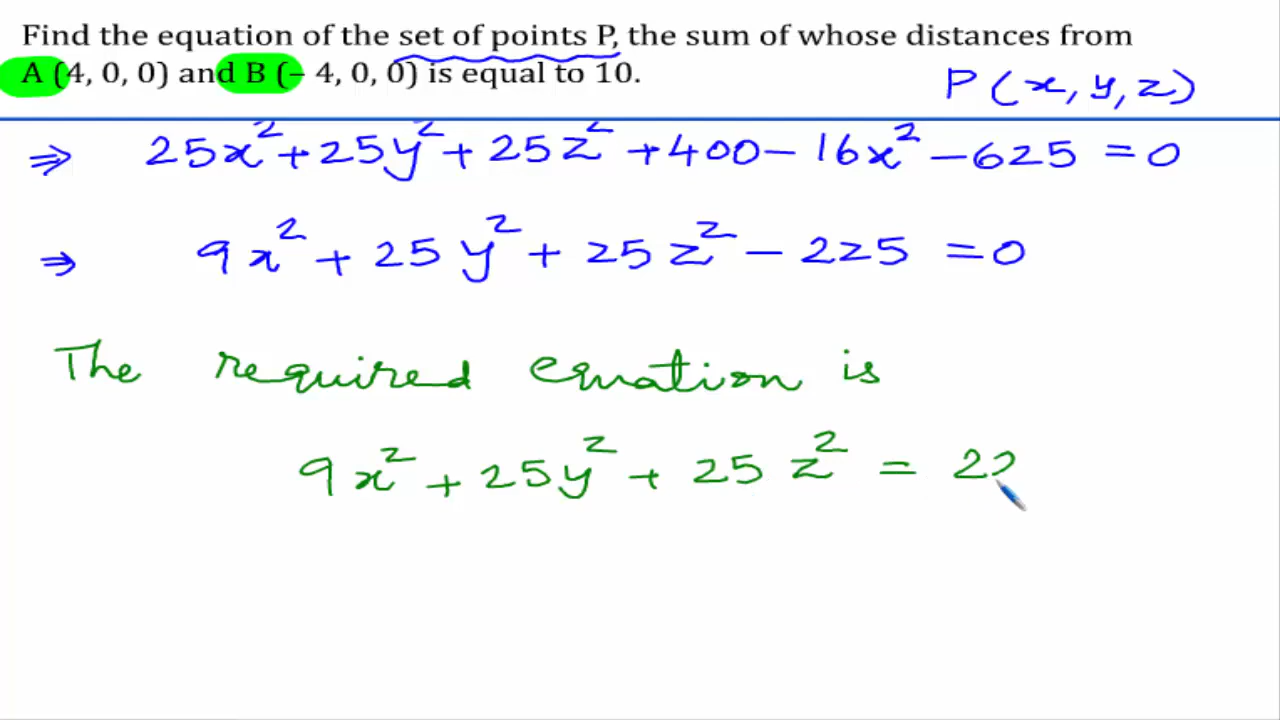 Find the equation of the set of points P, the sum of whose distances from
A (4, 0, 0) and B (– 4, 0, 0) is equal to 10.
P(x, y, z)
⇒ 25x² + 25y² + 25z² + 400 – 16x² – 625 = 0
⇒ 9x² + 25y² + 25z² – 225 = 0
The required equation is
9x² + 25y² + 25z² = 22